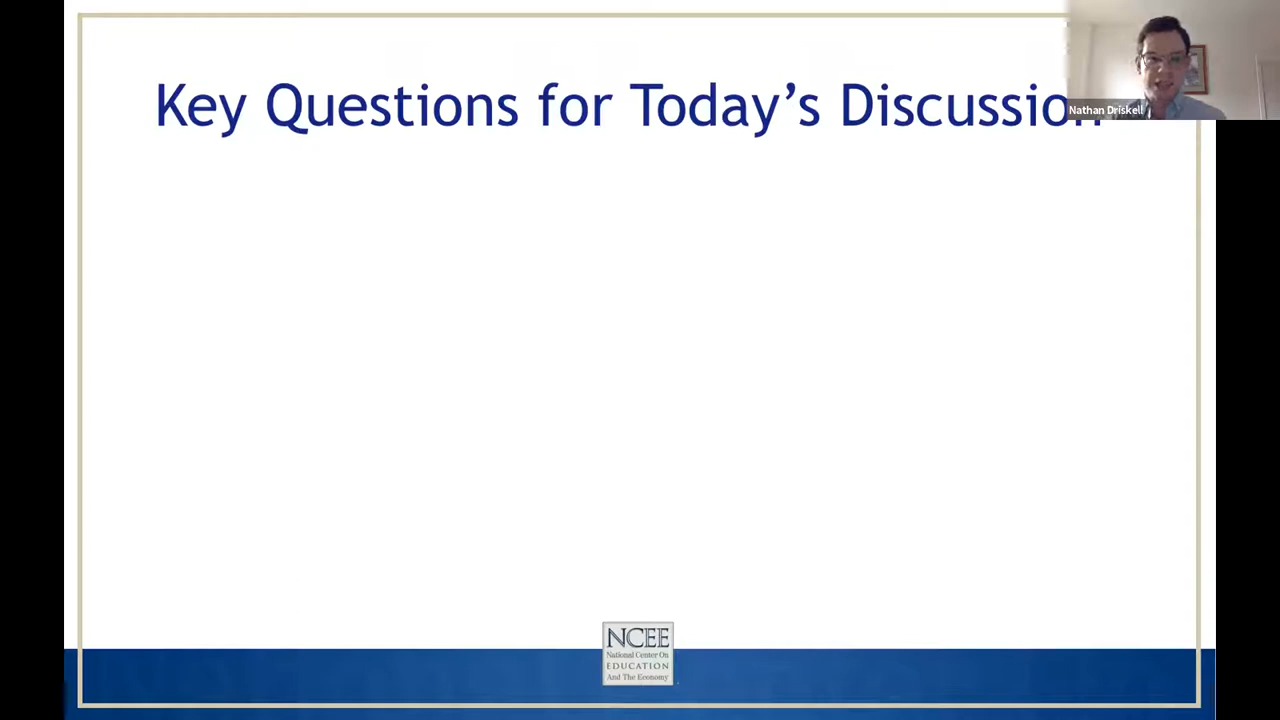 Key Questions for Today's Discussion
Nathan Driskell
NCEE
National Center On
EDUCATION
And The Economy